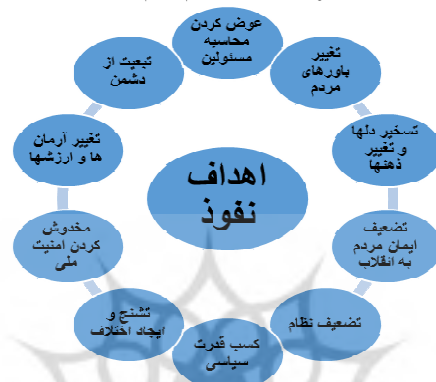 عوض کردن
محاسبه
مسئولین
تغییر
باورهای
مردم
تسخیر دلها
و تغییر
ذهنها
تضعیف
ایمان مردم
به انقلاب
تضعیف نظام
کسب قدرت
سیاسی
تشنج و
ایجاد اختلاف
مخدوش
کردن امنیت
ملی
تغییر آرمان
ها و ارزشها
تبعیت از
دشمن
اهداف
نفوذ